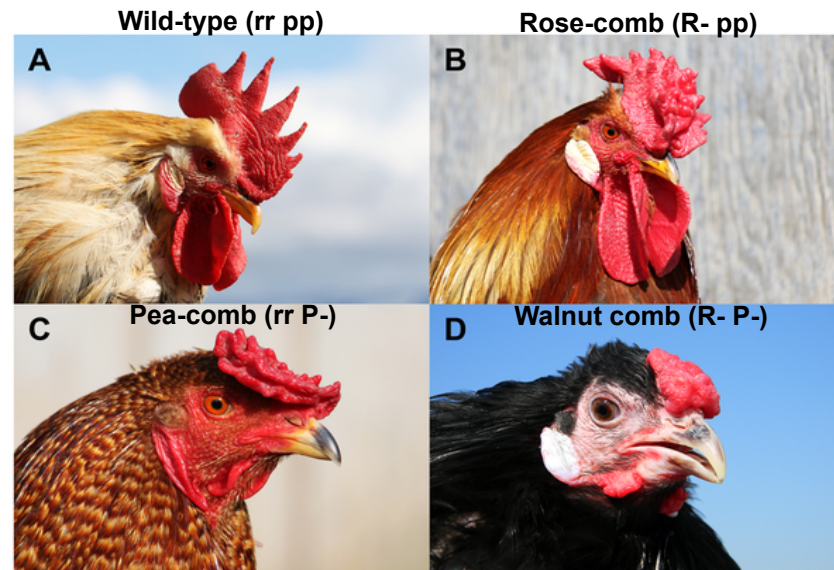 Wild-type (rr pp)
Rose-comb (R- pp)
A
B
Pea-comb (rr P-)
Walnut comb (R- P-)
C
D